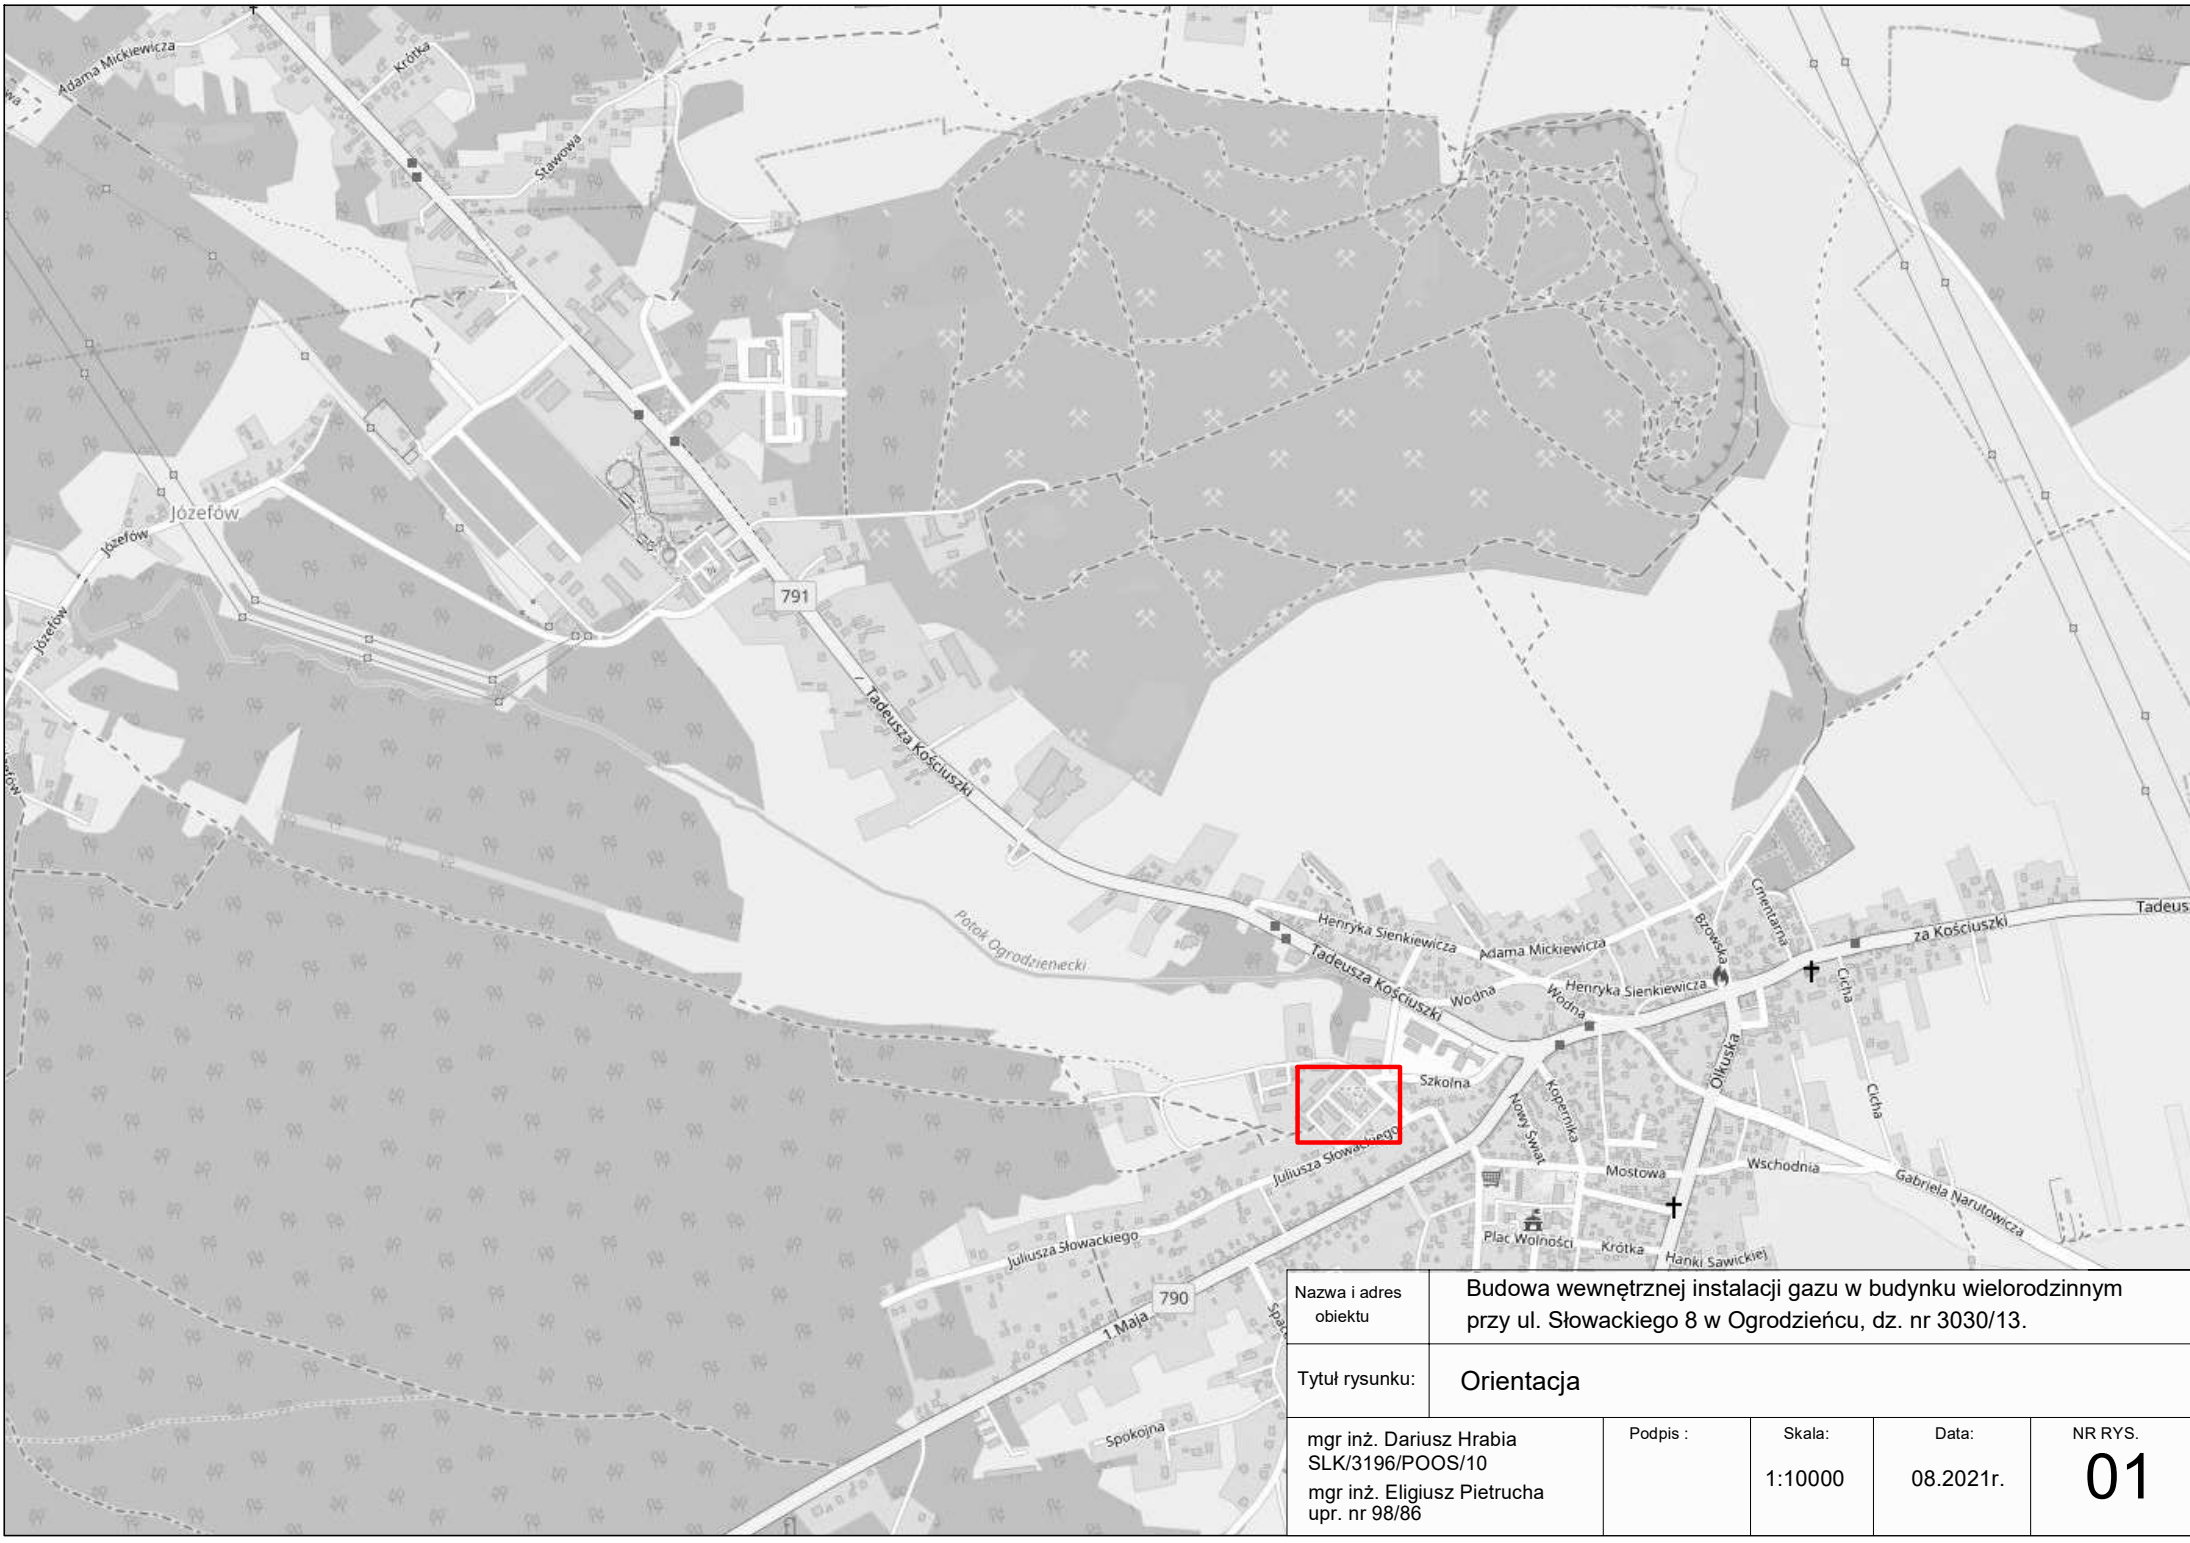 Adama Mickiewicza
Krótka
Stawowa
Józefów
Józefów
Józefów
791
Tadeusza Kościuszki
Potok Ogrodzieniecki
Henryka Sienkiewicza
Adama Mickiewicza
Bzowska
Cmentarna
za Kościuszki
Tadeus
Tadeusza Kościuszki
Wodna
Wodna
Henryka Sienkiewicza
Cicha
Cicha
Olkuska
Szkolna
Kopernika
Nowy Świat
Juliusza Słowackiego
Juliusza Słowackiego
Mostowa
Wschodnia
Gabriela Narutowicza
Plac Wolności
Krótka
Hanki Sawickiej
790
1 Maja
Spokojna
Nazwa i adres
obiektu
Budowa wewnętrznej instalacji gazu w budynku wielorodzinnym
przy ul. Słowackiego 8 w Ogrodzieńcu, dz. nr 3030/13.
Tytuł rysunku:
Orientacja
mgr inż. Dariusz Hrabia
SLK/3196/POOS/10
mgr inż. Eligiusz Pietrucha
upr. nr 98/86
Podpis :
Skala:
1:10000
Data:
08.2021r.
NR RYS.
01